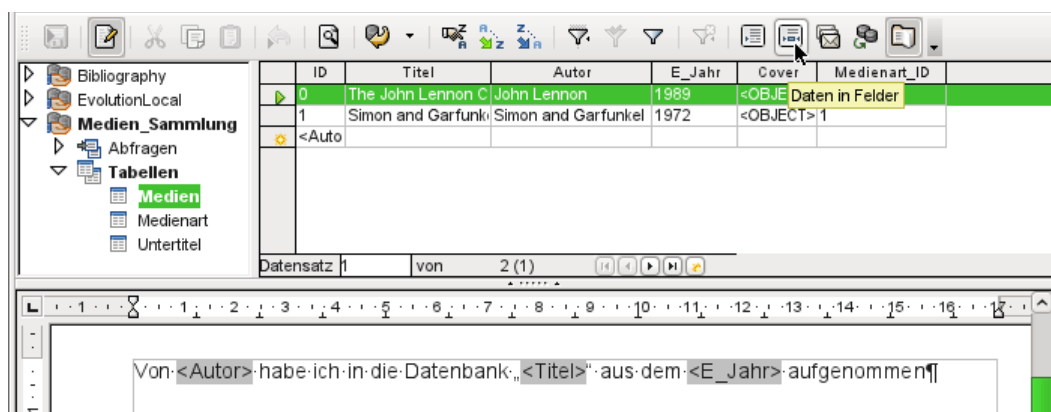 Bibliography
EvolutionLocal
Medien_Sammlung
Abfragen
Tabellen
Medien
Medienart
Untertitel
ID Titel Autor E_Jahr Cover Medienart_ID
0 The John Lennon C John Lennon 1989 <OBJE
Daten in Felder
1 Simon and Garfunk Simon and Garfunkel 1972 <OBJECT> 1
<Auto
Datensatz 1 von 2 (1)
1 1 2 3 4 5 6 7 8 9 10 11 12 13 14 15 16 17
Von <Autor> habe ich in die Datenbank „<Titel>“ aus dem <E_Jahr> aufgenommen¶